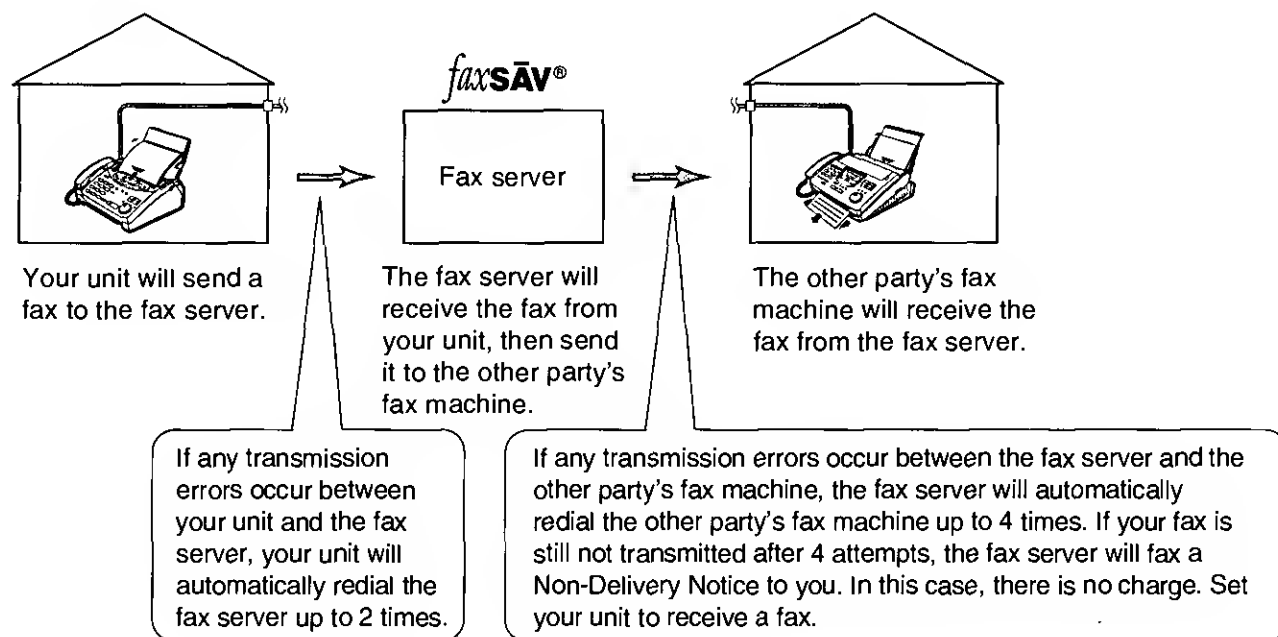 faxSĀV®
Fax server
Your unit will send a
fax to the fax server.
The fax server will
receive the fax from
your unit, then send
it to the other party's
fax machine.
The other party's fax
machine will receive the
fax from the fax server.
If any transmission
errors occur between
your unit and the fax
server, your unit will
automatically redial the
fax server up to 2 times.
If any transmission errors occur between the fax server and the
other party's fax machine, the fax server will automatically
redial the other party's fax machine up to 4 times. If your fax is
still not transmitted after 4 attempts, the fax server will fax a
Non-Delivery Notice to you. In this case, there is no charge. Set
your unit to receive a fax.